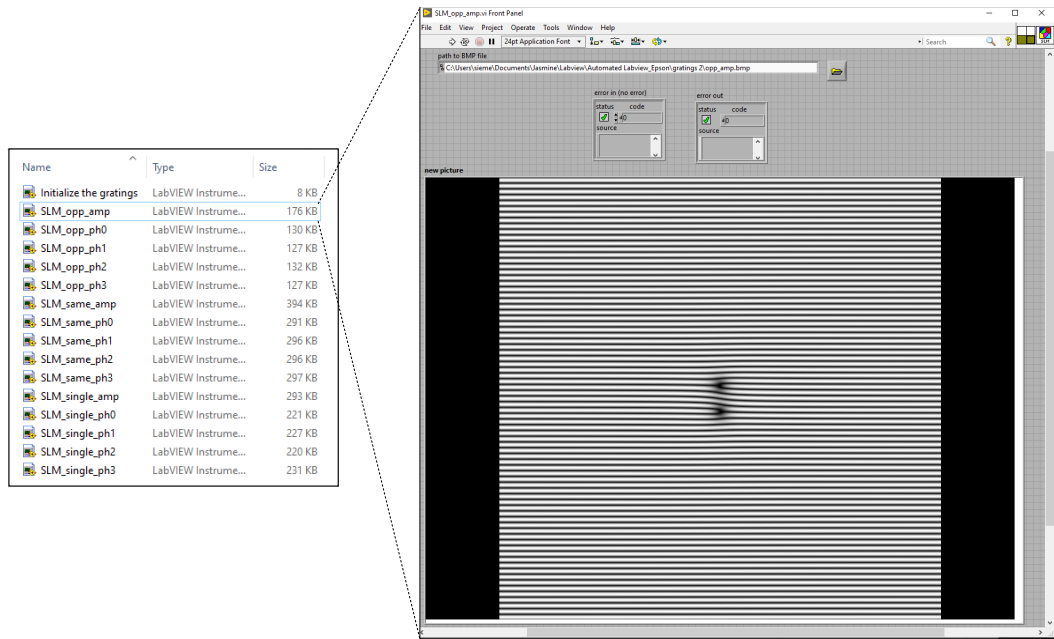 Name Type Size
Initialize the gratings LabVIEW Instrume... 8 KB
SLM_opp_amp LabVIEW Instrume... 176 KB
SLM_opp_ph0 LabVIEW Instrume... 130 KB
SLM_opp_ph1 LabVIEW Instrume... 127 KB
SLM_opp_ph2 LabVIEW Instrume... 132 KB
SLM_opp_ph3 LabVIEW Instrume... 127 KB
SLM_same_amp LabVIEW Instrume... 394 KB
SLM_same_ph0 LabVIEW Instrume... 291 KB
SLM_same_ph1 LabVIEW Instrume... 296 KB
SLM_same_ph2 LabVIEW Instrume... 296 KB
SLM_same_ph3 LabVIEW Instrume... 297 KB
SLM_single_amp LabVIEW Instrume... 293 KB
SLM_single_ph0 LabVIEW Instrume... 221 KB
SLM_single_ph1 LabVIEW Instrume... 227 KB
SLM_single_ph2 LabVIEW Instrume... 220 KB
SLM_single_ph3 LabVIEW Instrume... 231 KB
SLM_opp_amp.vi Front Panel
File Edit View Project Operate Tools Window Help
24pt Application Font Search
path to BMP file
C:\Users\sieme\Documents\Jasmine\Labview\Automated Labview_Epson\gratings 2\opp_amp.bmp
error in (no error) error out
status code status code
0 0
source source
new picture